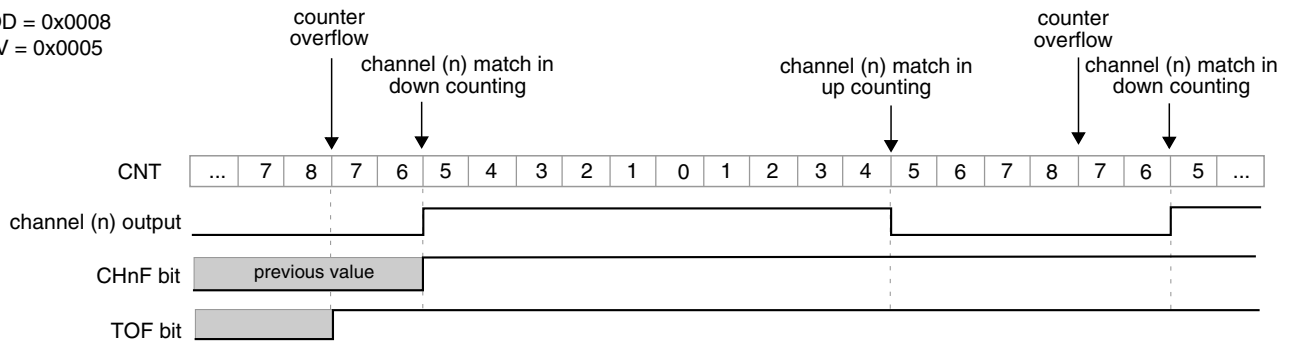 OD = 0x0008
V = 0x0005
counter
overflow
channel (n) match in
down counting
channel (n) match in
up counting
counter
overflow
channel (n) match in
down counting
CNT ... 7 8 7 6 5 4 3 2 1 0 1 2 3 4 5 6 7 8 7 6 5 ...
channel (n) output
CHnF bit previous value
TOF bit